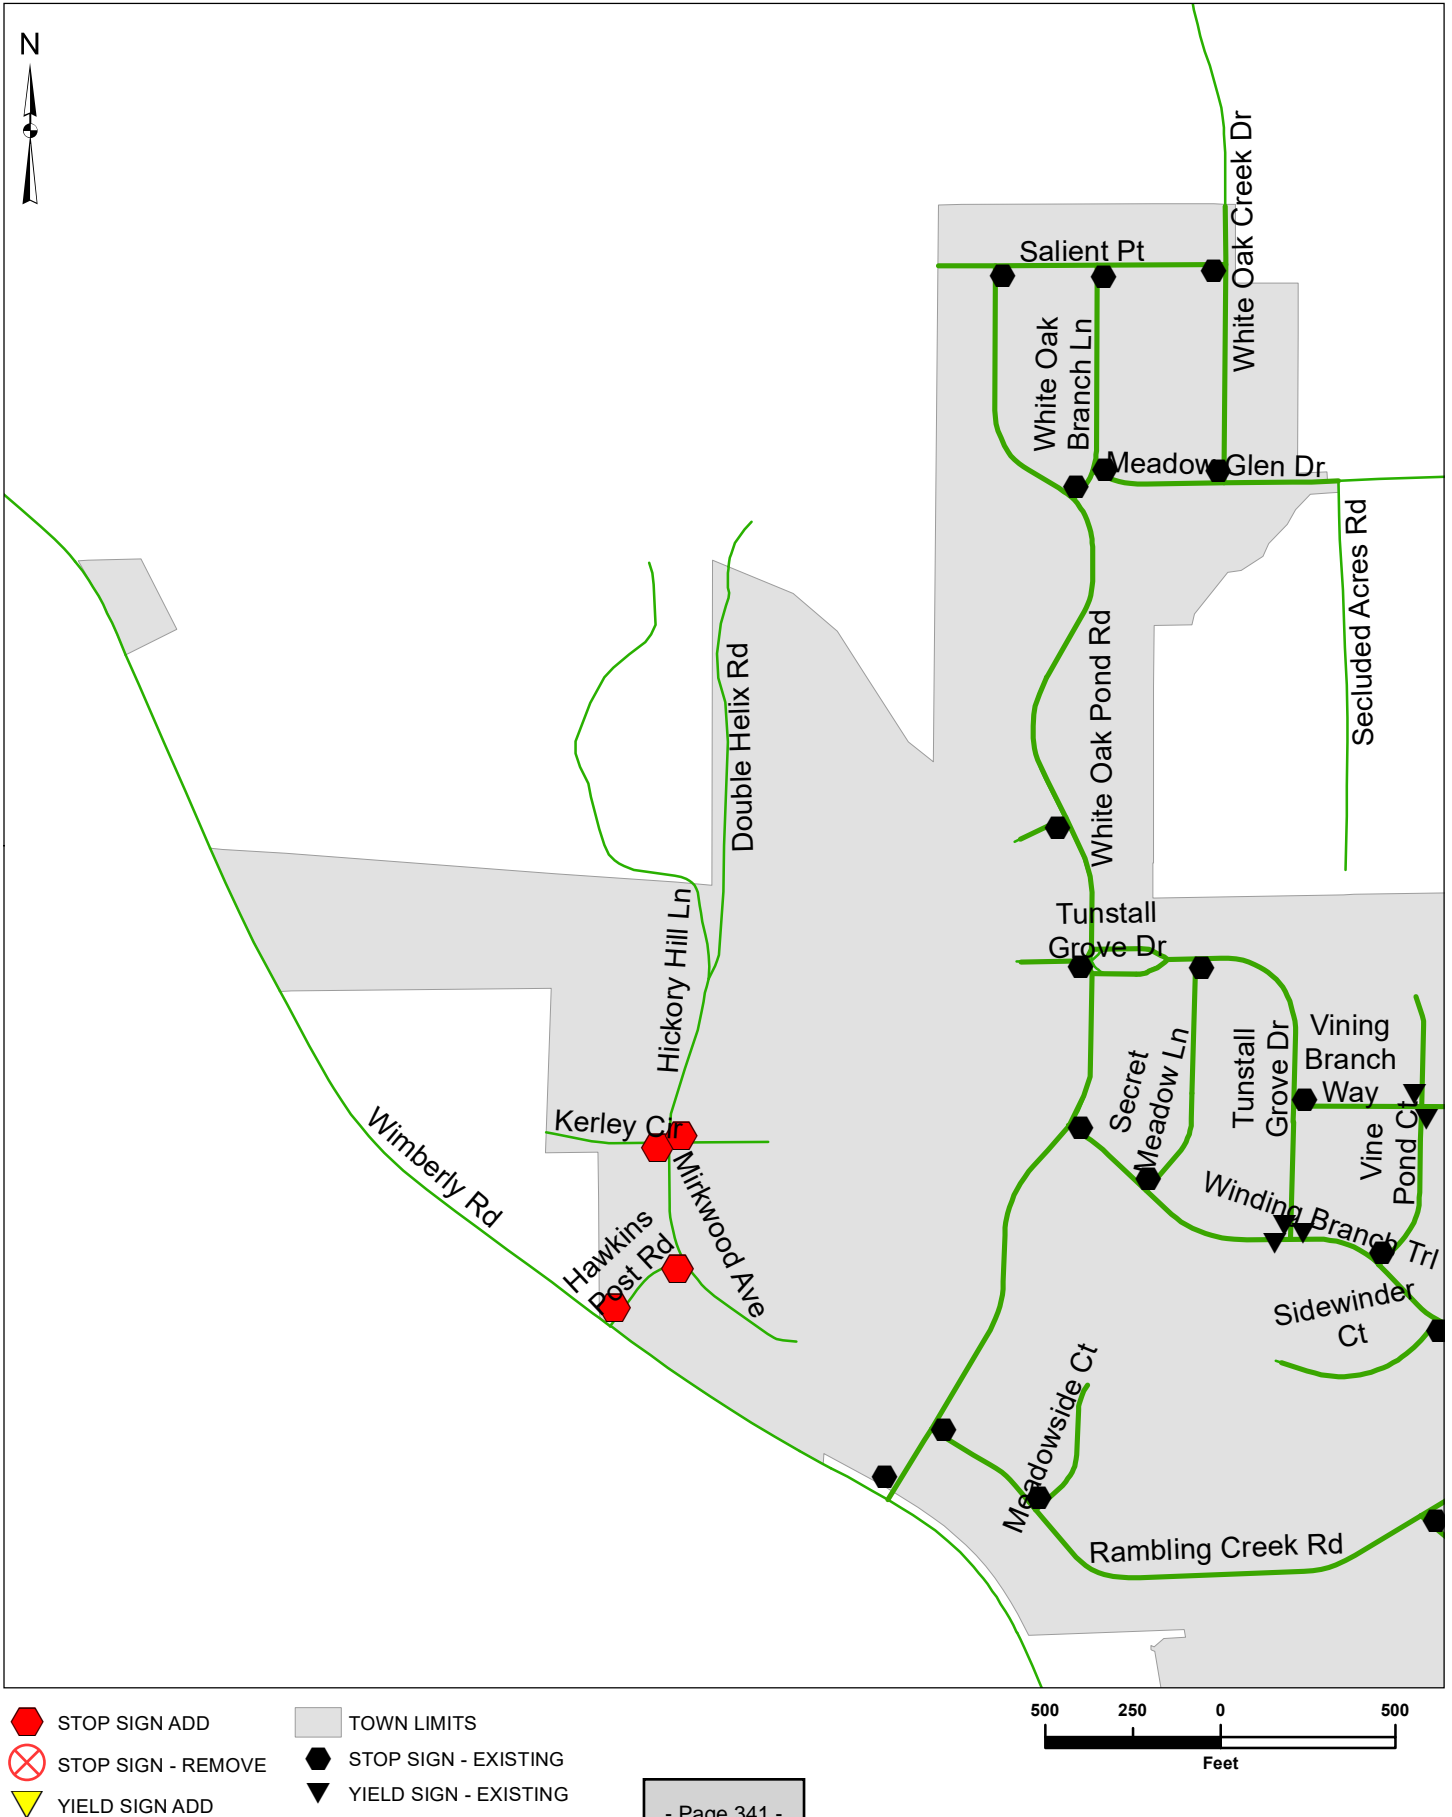 N
White Oak Creek Dr
Salient Pt
White Oak
Branch Ln
Meadow Glen Dr
Secluded Acres Rd
White Oak Pond Rd
Double Helix Rd
Hickory Hill Ln
Tunstall
Grove Dr
Secret
Meadow Ln
Tunstall
Grove Dr
Vining
Branch
Way
Vine
Pond Ct
Kerley Cir
Mirkwood Ave
Wimberly Rd
Hawkins
Post Rd
Winding Branch Trl
Sidewinder
Ct
Meadowside Ct
Rambling Creek Rd
STOP SIGN ADD
STOP SIGN - REMOVE
YIELD SIGN ADD
TOWN LIMITS
STOP SIGN - EXISTING
YIELD SIGN - EXISTING
500 250 0 500
Feet
- Page 341 -